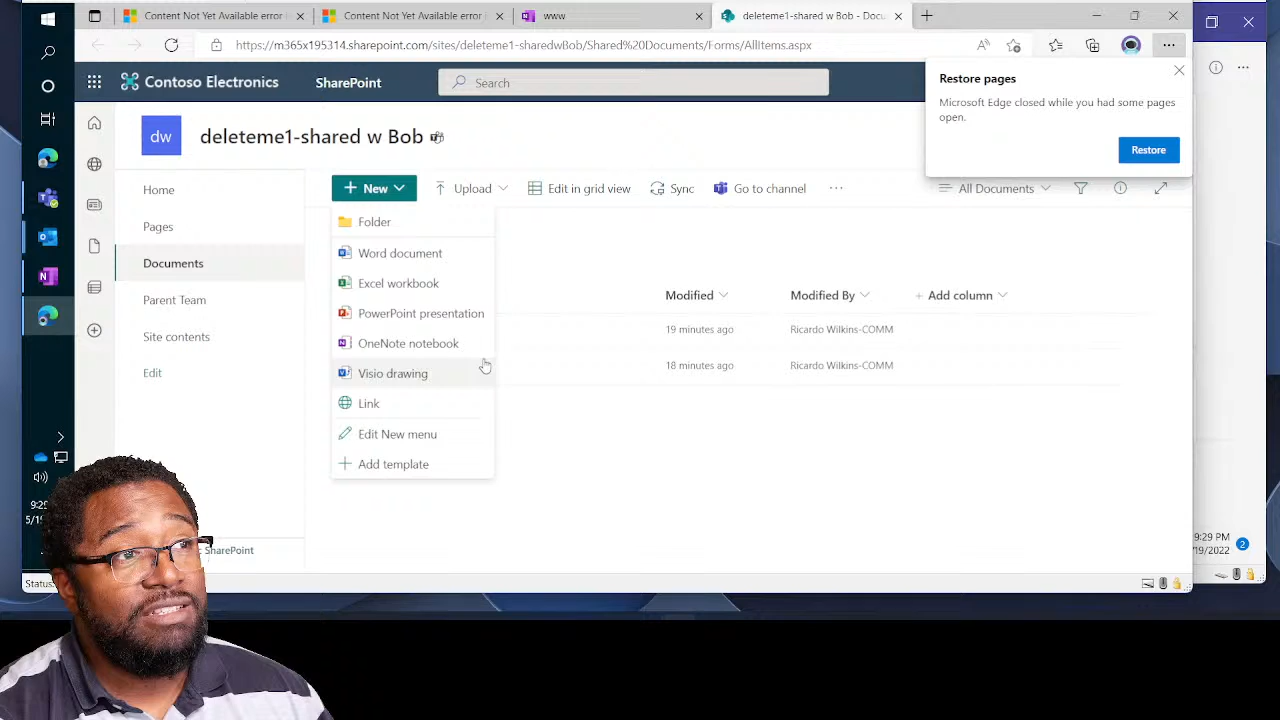 Content Not Yet Available error
Content Not Yet Available error
www
deleteme1-shared w Bob - Docu
https://m365x195314.sharepoint.com/sites/deleteme1-sharedwBob/Shared%20Documents/Forms/AllItems.aspx
Contoso Electronics
SharePoint
Search
Restore pages
Microsoft Edge closed while you had some pages
open.
Restore
dw
deleteme1-shared w Bob
Home
Pages
Documents
Parent Team
Site contents
Edit
New
Upload
Edit in grid view
Sync
Go to channel
All Documents
Folder
Word document
Excel workbook
PowerPoint presentation
OneNote notebook
Visio drawing
Link
Edit New menu
Add template
Modified
Modified By
Add column
19 minutes ago
Ricardo Wilkins-COMM
18 minutes ago
Ricardo Wilkins-COMM
SharePoint
Status:
9:29 PM
2